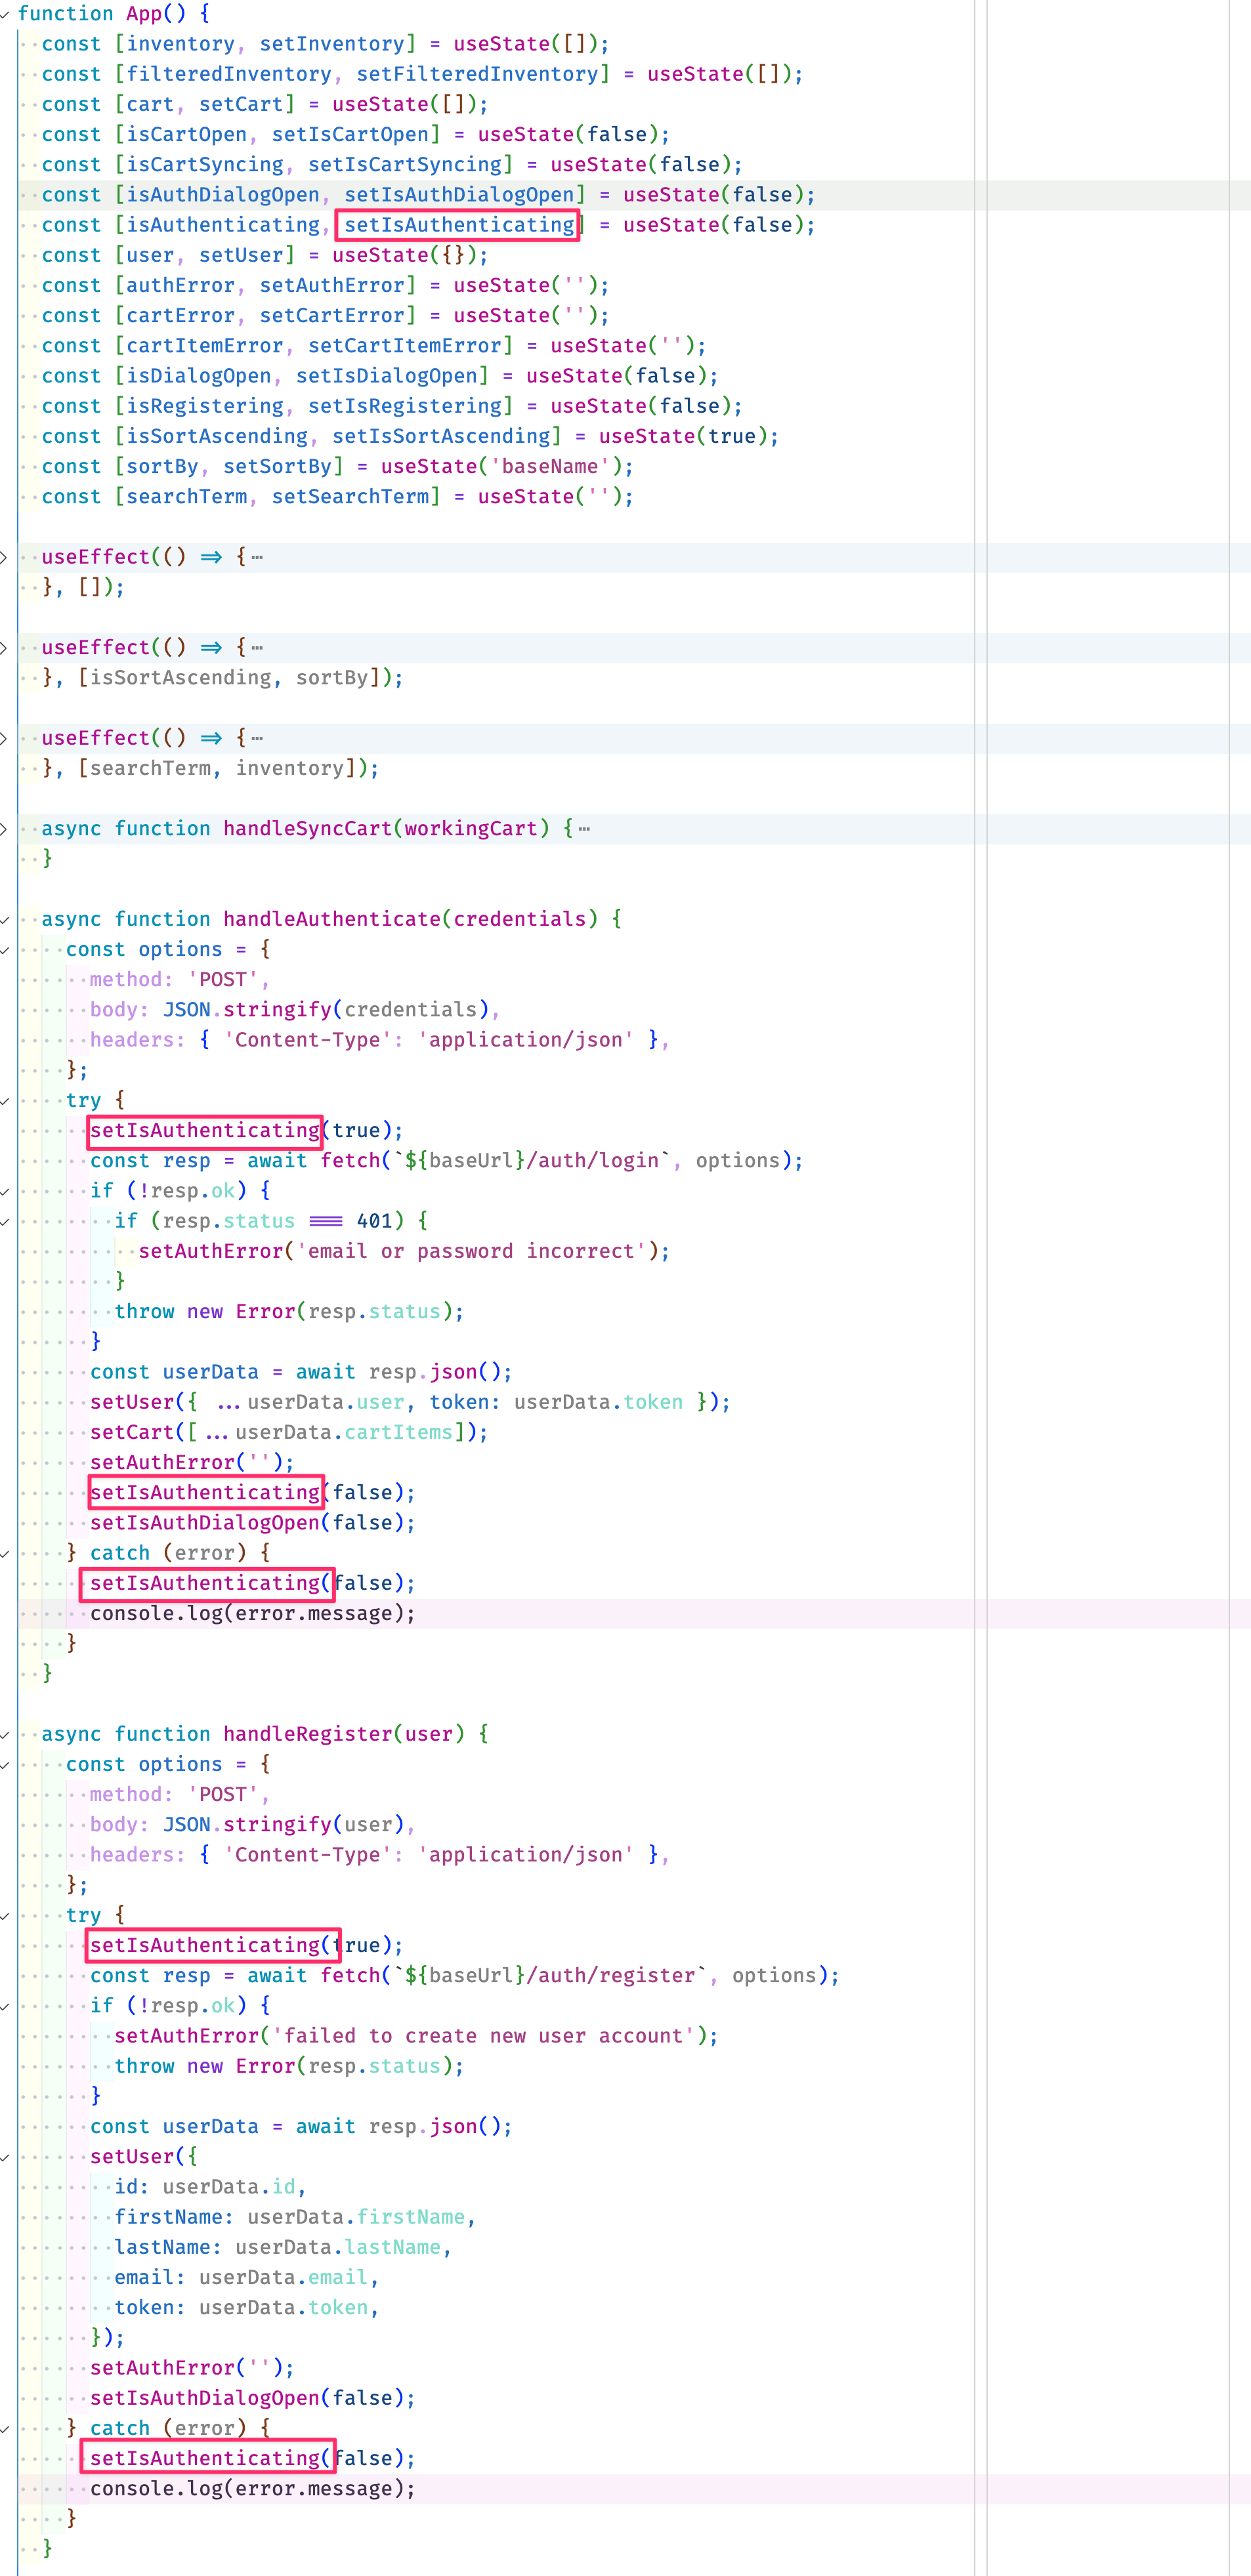 function App() {
const [inventory, setInventory] = useState([]);
const [filteredInventory, setFilteredInventory] = useState([]);
const [cart, setCart] = useState([]);
const [isCartOpen, setIsCartOpen] = useState(false);
const [isCartSyncing, setIsCartSyncing] = useState(false);
const [isAuthDialogOpen, setIsAuthDialogOpen] = useState(false);
const [isAuthenticating, setIsAuthenticating] = useState(false);
const [user, setUser] = useState({});
const [authError, setAuthError] = useState('');
const [cartError, setCartError] = useState('');
const [cartItemError, setCartItemError] = useState('');
const [isDialogOpen, setIsDialogOpen] = useState(false);
const [isRegistering, setIsRegistering] = useState(false);
const [isSortAscending, setIsSortAscending] = useState(true);
const [sortBy, setSortBy] = useState('baseName');
const [searchTerm, setSearchTerm] = useState('');
useEffect(() => {…
}, []);
useEffect(() => {…
}, [isSortAscending, sortBy]);
useEffect(() => {…
}, [searchTerm, inventory]);
async function handleSyncCart(workingCart) {…
}
async function handleAuthenticate(credentials) {
const options = {
method: 'POST',
body: JSON.stringify(credentials),
headers: { 'Content-Type': 'application/json' },
};
try {
setIsAuthenticating(true);
const resp = await fetch(`${baseUrl}/auth/login`, options);
if (!resp.ok) {
if (resp.status === 401) {
setAuthError('email or password incorrect');
}
throw new Error(resp.status);
}
const userData = await resp.json();
setUser({ ...userData.user, token: userData.token });
setCart([...userData.cartItems]);
setAuthError('');
setIsAuthenticating(false);
setIsAuthDialogOpen(false);
} catch (error) {
setIsAuthenticating(false);
console.log(error.message);
}
}
async function handleRegister(user) {
const options = {
method: 'POST',
body: JSON.stringify(user),
headers: { 'Content-Type': 'application/json' },
};
try {
setIsAuthenticating(true);
const resp = await fetch(`${baseUrl}/auth/register`, options);
if (!resp.ok) {
setAuthError('failed to create new user account');
throw new Error(resp.status);
}
const userData = await resp.json();
setUser({
id: userData.id,
firstName: userData.firstName,
lastName: userData.lastName,
email: userData.email,
token: userData.token,
});
setAuthError('');
setIsAuthDialogOpen(false);
} catch (error) {
setIsAuthenticating(false);
console.log(error.message);
}
}